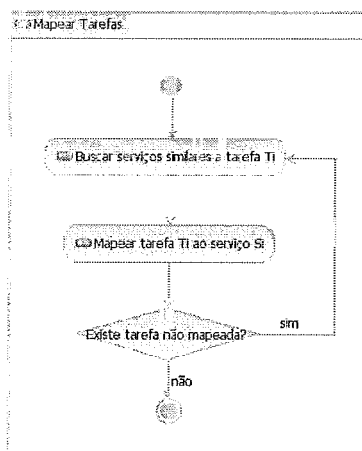 Mapear Tarefas
Buscar serviços similares a tarefa Ti
Mapear tarefa Ti ao serviço Si
Existe tarefa não mapeada?
sim
não